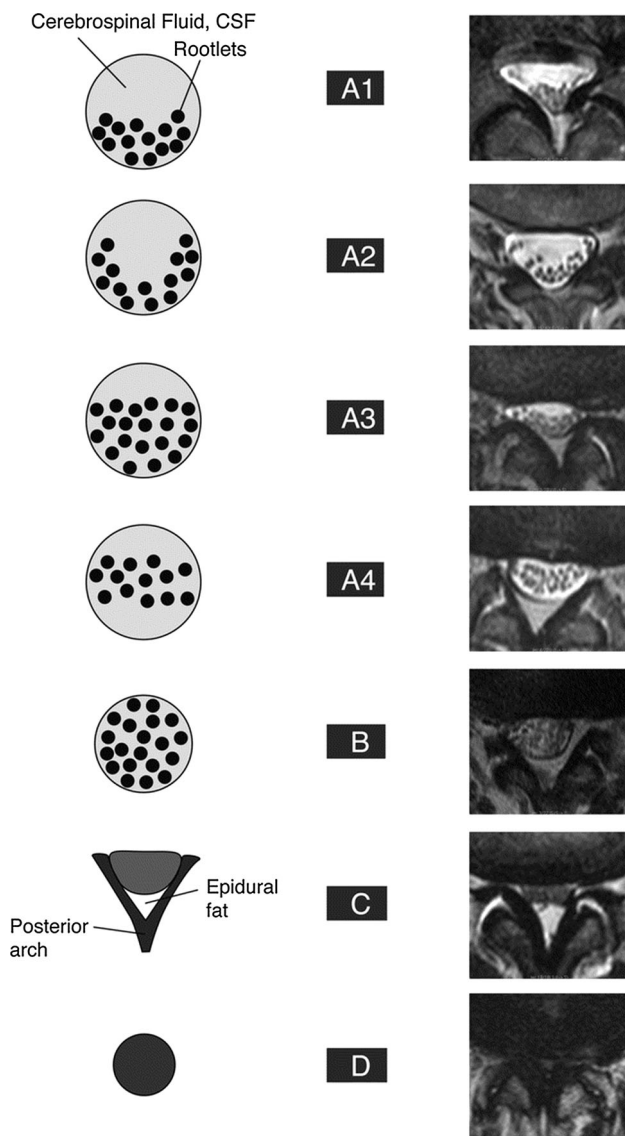 Cerebrospinal Fluid, CSF
Rootlets
A1
A2
A3
A4
B
Epidural
fat
Posterior
arch
C
D